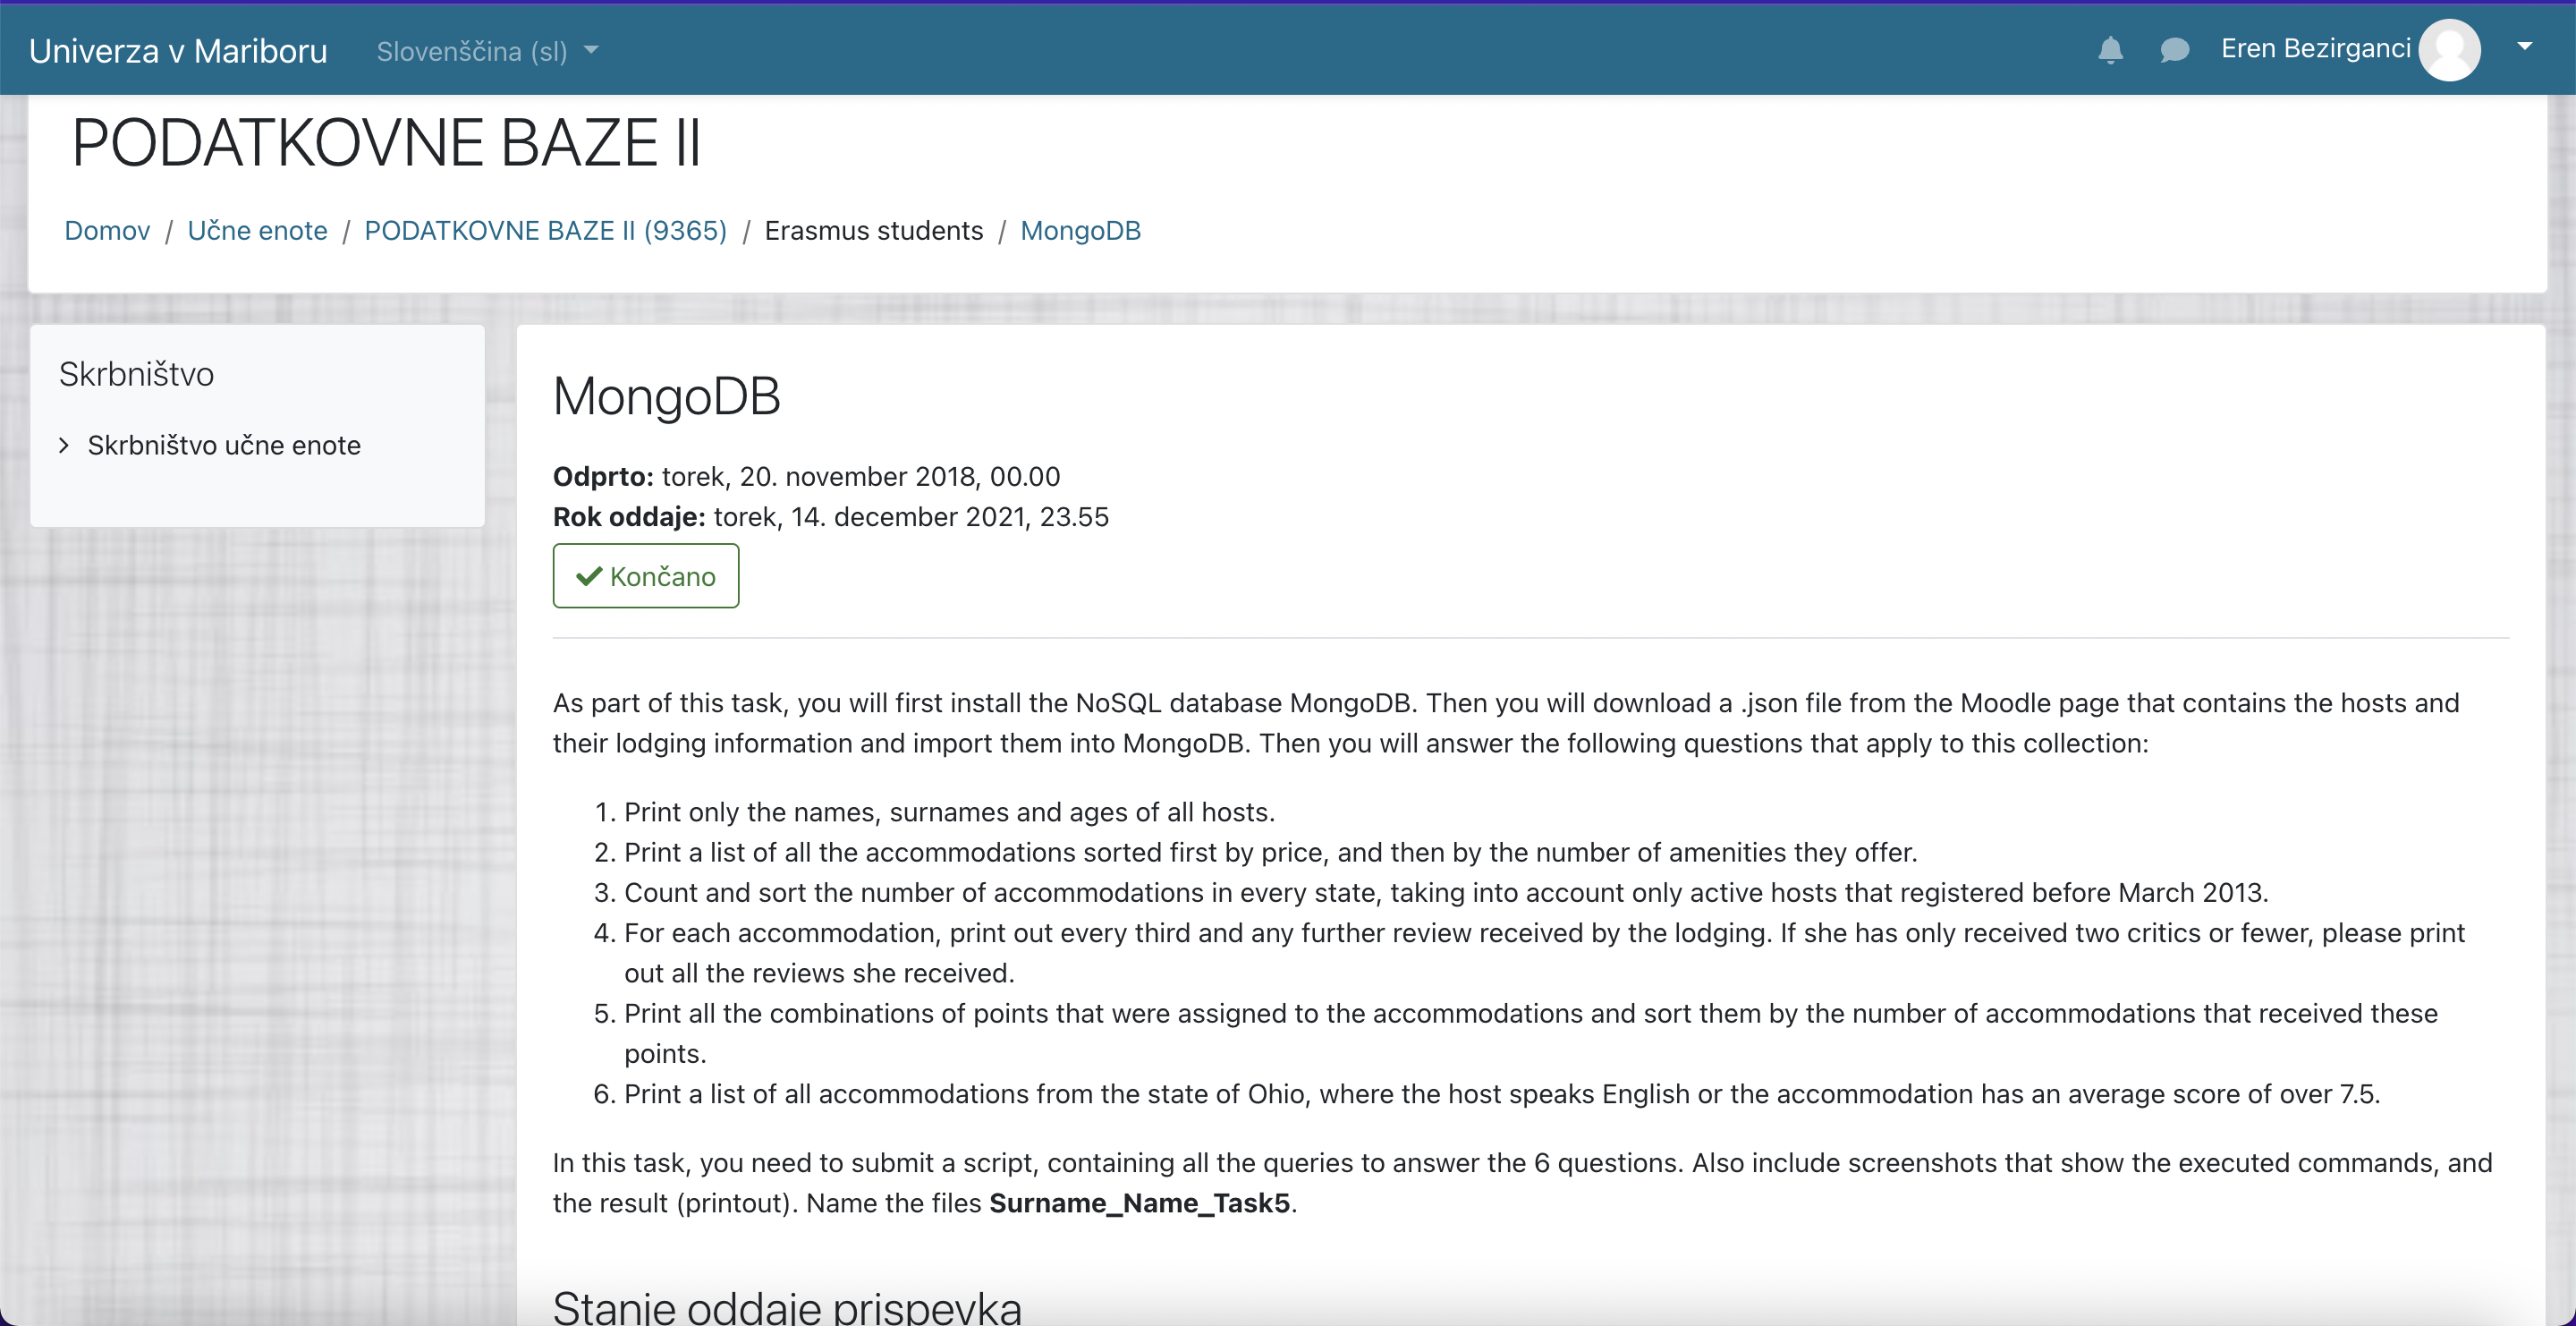 Univerza v Mariboru
Slovenščina (sl)
Eren Bezirganci
PODATKOVNE BAZE II
Domov / Učne enote / PODATKOVNE BAZE II (9365) / Erasmus students / MongoDB
Skrbništvo
Skrbništvo učne enote
MongoDB
Odprto: torek, 20. november 2018, 00.00
Rok oddaje: torek, 14. december 2021, 23.55
Končano
As part of this task, you will first install the NoSQL database MongoDB. Then you will download a .json file from the Moodle page that contains the hosts and
their lodging information and import them into MongoDB. Then you will answer the following questions that apply to this collection:
1. Print only the names, surnames and ages of all hosts.
2. Print a list of all the accommodations sorted first by price, and then by the number of amenities they offer.
3. Count and sort the number of accommodations in every state, taking into account only active hosts that registered before March 2013.
4. For each accommodation, print out every third and any further review received by the lodging. If she has only received two critics or fewer, please print
out all the reviews she received.
5. Print all the combinations of points that were assigned to the accommodations and sort them by the number of accommodations that received these
points.
6. Print a list of all accommodations from the state of Ohio, where the host speaks English or the accommodation has an average score of over 7.5.
In this task, you need to submit a script, containing all the queries to answer the 6 questions. Also include screenshots that show the executed commands, and
the result (printout). Name the files Surname_Name_Task5.
Stanje oddaje prispevka